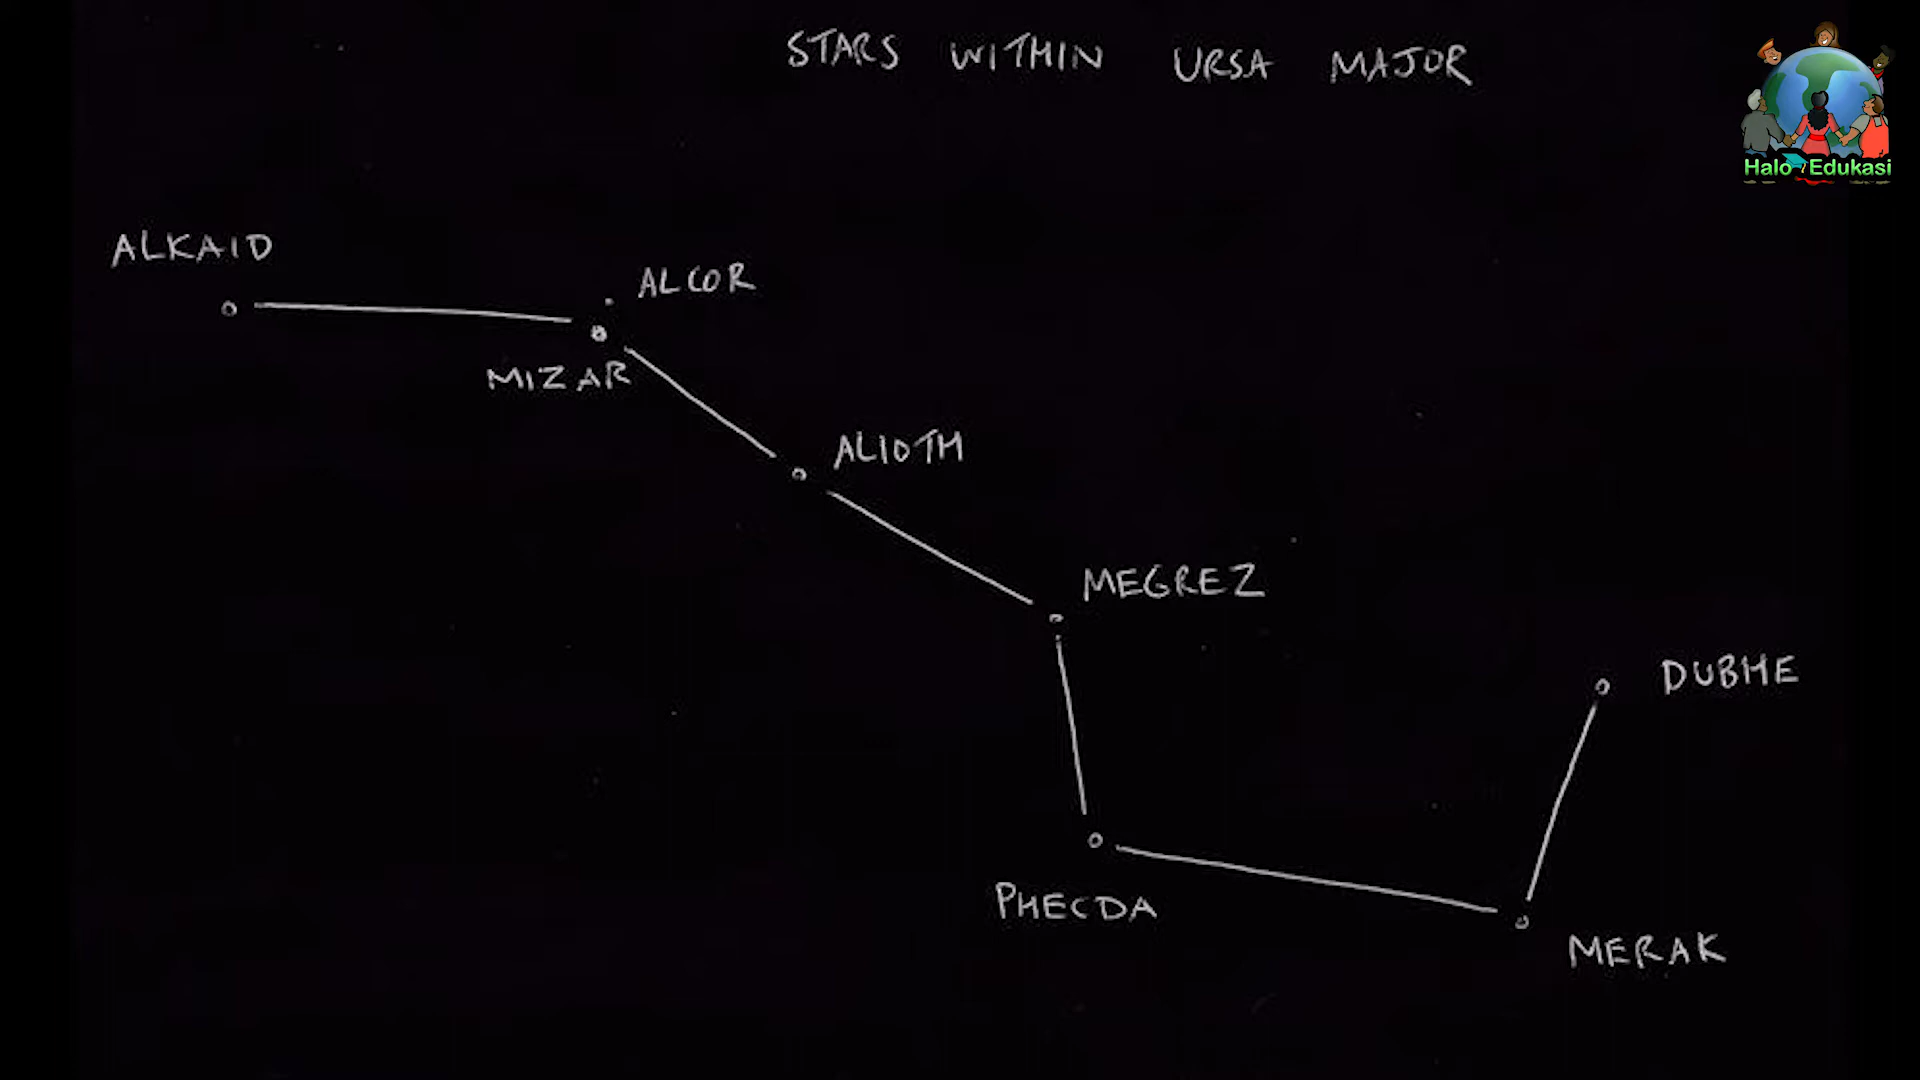 STARS WITHIN URSA MAJOR
Halo Edukasi
ALKAID
ALCOR
MIZAR
ALIOTH
MEGREZ
DUBHE
PHECDA
MERAK